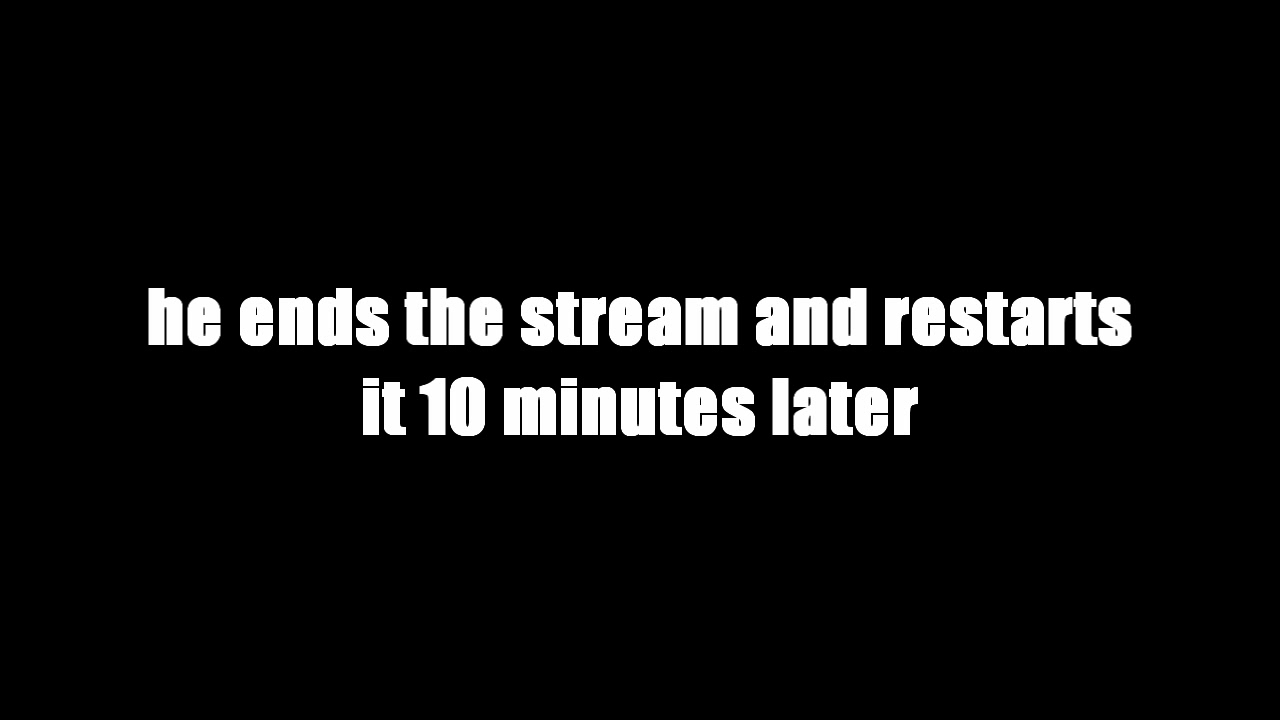 he ends the stream and restarts
it 10 minutes later